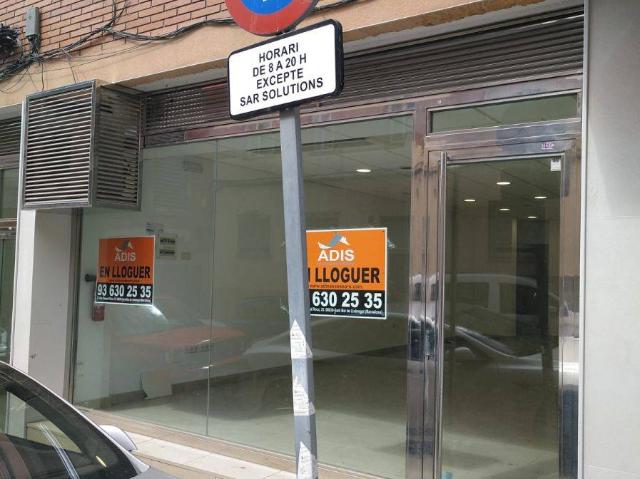 HORARI
DE 8 A 20 H
EXCEPTE
SAR SOLUTIONS
ADIS
EN LLOGUER
93 630 25 35
ADIS
LLOGUER
630 25 35